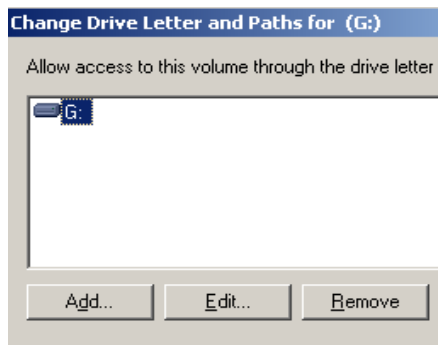 Change Drive Letter and Paths for (G:)
Allow access to this volume through the drive letter
G:
Add... Edit... Remove